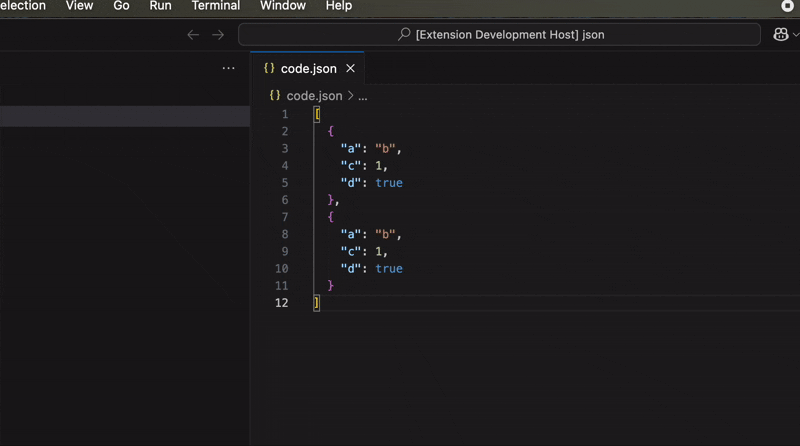 election View Go Run Terminal Window Help
[Extension Development Host] json
... {} code.json
{} code.json > ...
1 [
2 {
3 "a": "b",
4 "c": 1,
5 "d": true
6 },
7 {
8 "a": "b",
9 "c": 1,
10 "d": true
11 }
12 ]